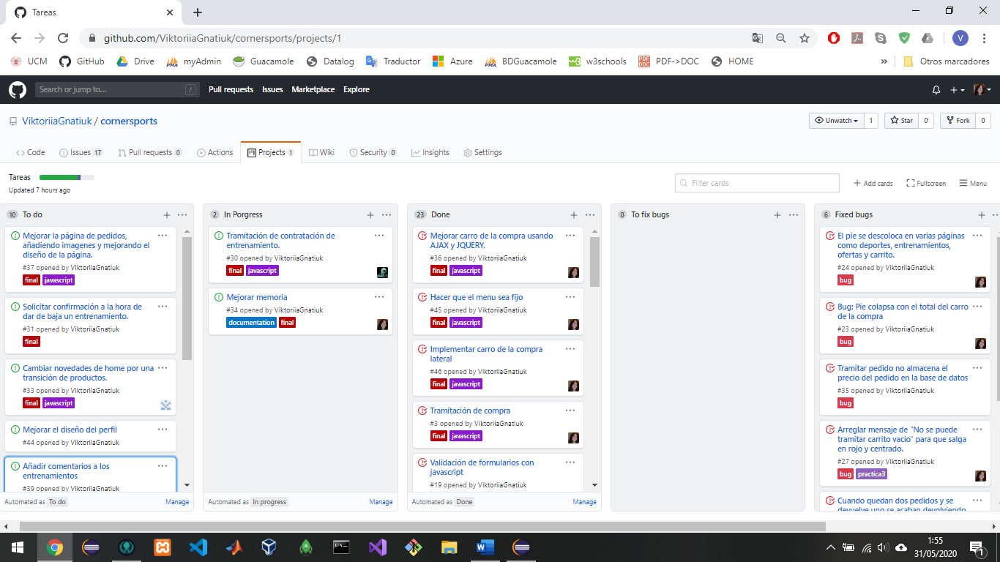 Tareas
github.com/ViktoriiaGnatiuk/cornersports/projects/1
V
UCM GitHub Drive myAdmin Guacamole Datalog Traductor Azure BDGuacamole w3schools PDF->DOC HOME » Otros marcadores
Search or jump to... / Pull requests Issues Marketplace Explore
ViktoriiaGnatiuk / cornersports Unwatch 1 Star 0 Fork 0
Code Issues 17 Pull requests 0 Actions Projects 1 Wiki Security 0 Insights Settings
Tareas
Updated 7 hours ago
Filter cards + Add cards Fullscreen Menu
10 To do
Mejorar la página de pedidos,
añadiendo imagenes y mejorando el
diseño de la página.
#37 opened by ViktoriiaGnatiuk
final javascript
Solicitar confirmación a la hora de
dar de baja un entrenamiento.
#31 opened by ViktoriiaGnatiuk
final
Cambiar novedades de home por una
transición de productos.
#33 opened by ViktoriiaGnatiuk
final javascript
Mejorar el diseño del perfil
#44 opened by ViktoriiaGnatiuk
Añadir comentarios a los
entrenamientos
#39 opened by ViktoriiaGnatiuk
Automated as To do Manage
2 In Porgress
Tramitación de contratación de
entrenamiento.
#30 opened by ViktoriiaGnatiuk
final javascript
Mejorar memoria
#34 opened by ViktoriiaGnatiuk
documentation final
Automated as In progress Manage
23 Done
Mejorar carro de la compra usando
AJAX y JQUERY.
#36 opened by ViktoriiaGnatiuk
final javascript
Hacer que el menu sea fijo
#45 opened by ViktoriiaGnatiuk
final javascript
Implementar carro de la compra
lateral
#46 opened by ViktoriiaGnatiuk
final javascript
Tramitación de compra
#3 opened by ViktoriiaGnatiuk
final javascript
Validación de formularios con
javascript
#19 opened by ViktoriiaGnatiuk
Automated as Done Manage
0 To fix bugs
6 Fixed bugs
El pie se descoloca en varias páginas
como deportes, entrenamientos,
ofertas y carrito.
#24 opened by ViktoriiaGnatiuk
bug
Bug: Pie colapsa con el total del carro
de la compra
#23 opened by ViktoriiaGnatiuk
bug
Tramitar pedido no almacena el
precio del pedido en la base de datos
#35 opened by ViktoriiaGnatiuk
bug
Arreglar mensaje de "No se puede
tramitar carrito vacio" para que salga
en rojo y centrado.
#27 opened by ViktoriiaGnatiuk
bug practica3
Cuando quedan dos pedidos y se
devuelve uno se acaban devolviendo
1:55
31/05/2020
1